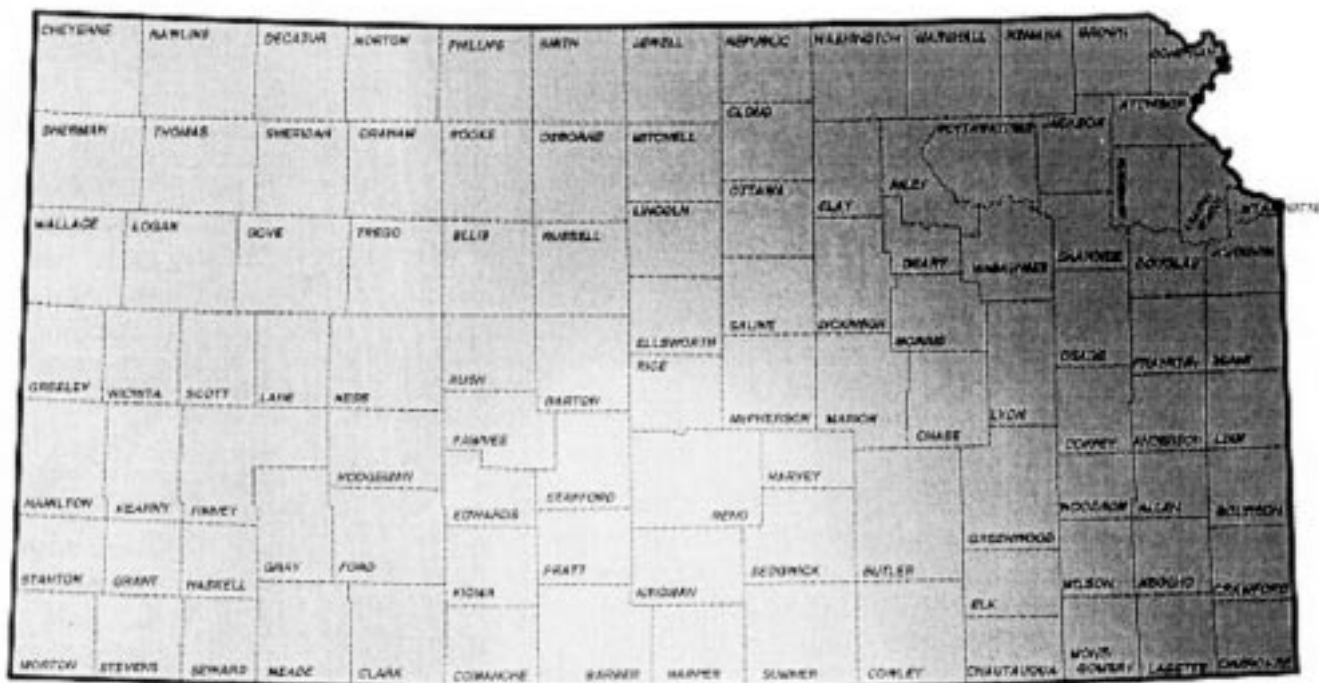 CHEYENNE RAWLINS DECATUR NORTON PHILLIPS SMITH JEWELL REPUBLIC WASHINGTON MARSHALL NEMAHA BROWN DONIPHAN
ATCHISON
CLOUD
SHERMAN THOMAS SHERIDAN GRAHAM ROOKS OSBORNE MITCHELL POTTAWATOMIE JACKSON
RILEY
OTTAWA
CLAY
LINCOLN
WALLACE LOGAN GOVE TREGO ELLIS RUSSELL
GEARY WABAUNSEE SHAWNEE DOUGLAS JOHNSON
SALINE DICKINSON
ELLSWORTH MORRIS
RICE OSAGE FRANKLIN MIAMI
GREELEY WICHITA SCOTT LANE NESS RUSH BARTON
MCPHERSON MARION CHASE LYON
PAWNEE COFFEY ANDERSON LINN
HODGEMAN HARVEY
STAFFORD
HAMILTON KEARNY FINNEY EDWARDS RENO WOODSON ALLEN BOURBON
GREENWOOD
GRAY FORD PRATT SEDGWICK BUTLER
STANTON GRANT HASKELL KIOWA KINGMAN WILSON NEOSHO CRAWFORD
ELK
MORTON STEVENS SEWARD MEADE CLARK COMANCHE BARBER HARPER SUMNER COWLEY CHAUTAUQUA MONT-
GOMERY LABETTE CHEROKEE